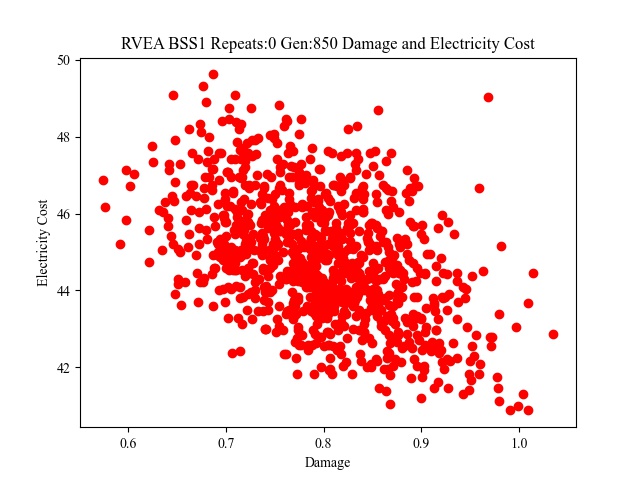 RVEA BSS1 Repeats:0 Gen:850 Damage and Electricity Cost
50
48
46
44
42
Electricity Cost
0.6 0.7 0.8 0.9 1.0
Damage